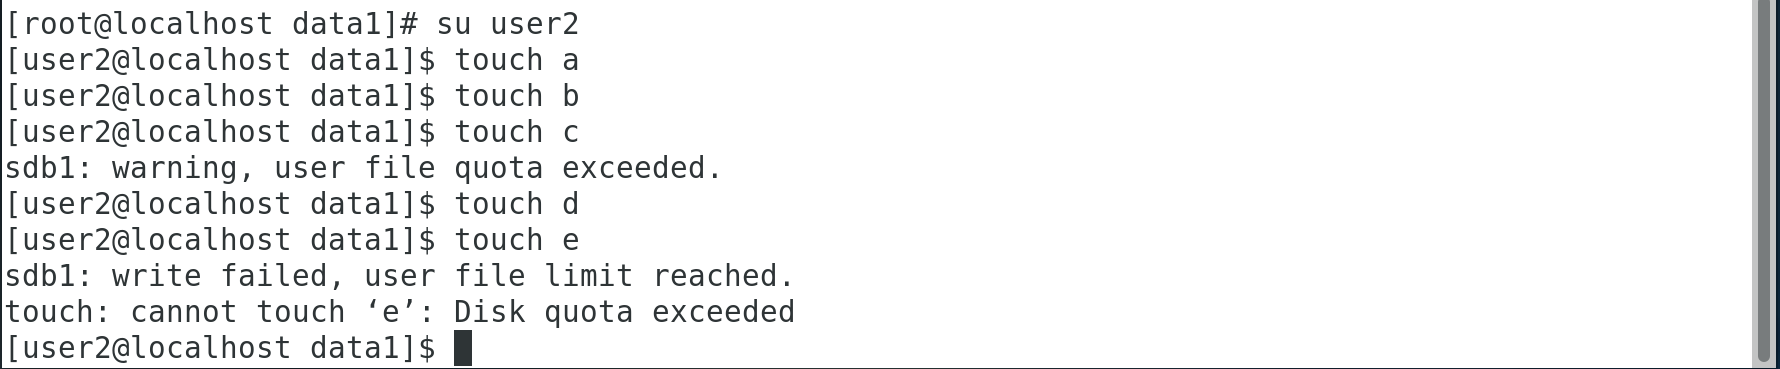 [root@localhost data1]# su user2
[user2@localhost data1]$ touch a
[user2@localhost data1]$ touch b
[user2@localhost data1]$ touch c
sdb1: warning, user file quota exceeded.
[user2@localhost data1]$ touch d
[user2@localhost data1]$ touch e
sdb1: write failed, user file limit reached.
touch: cannot touch ‘e’: Disk quota exceeded
[user2@localhost data1]$